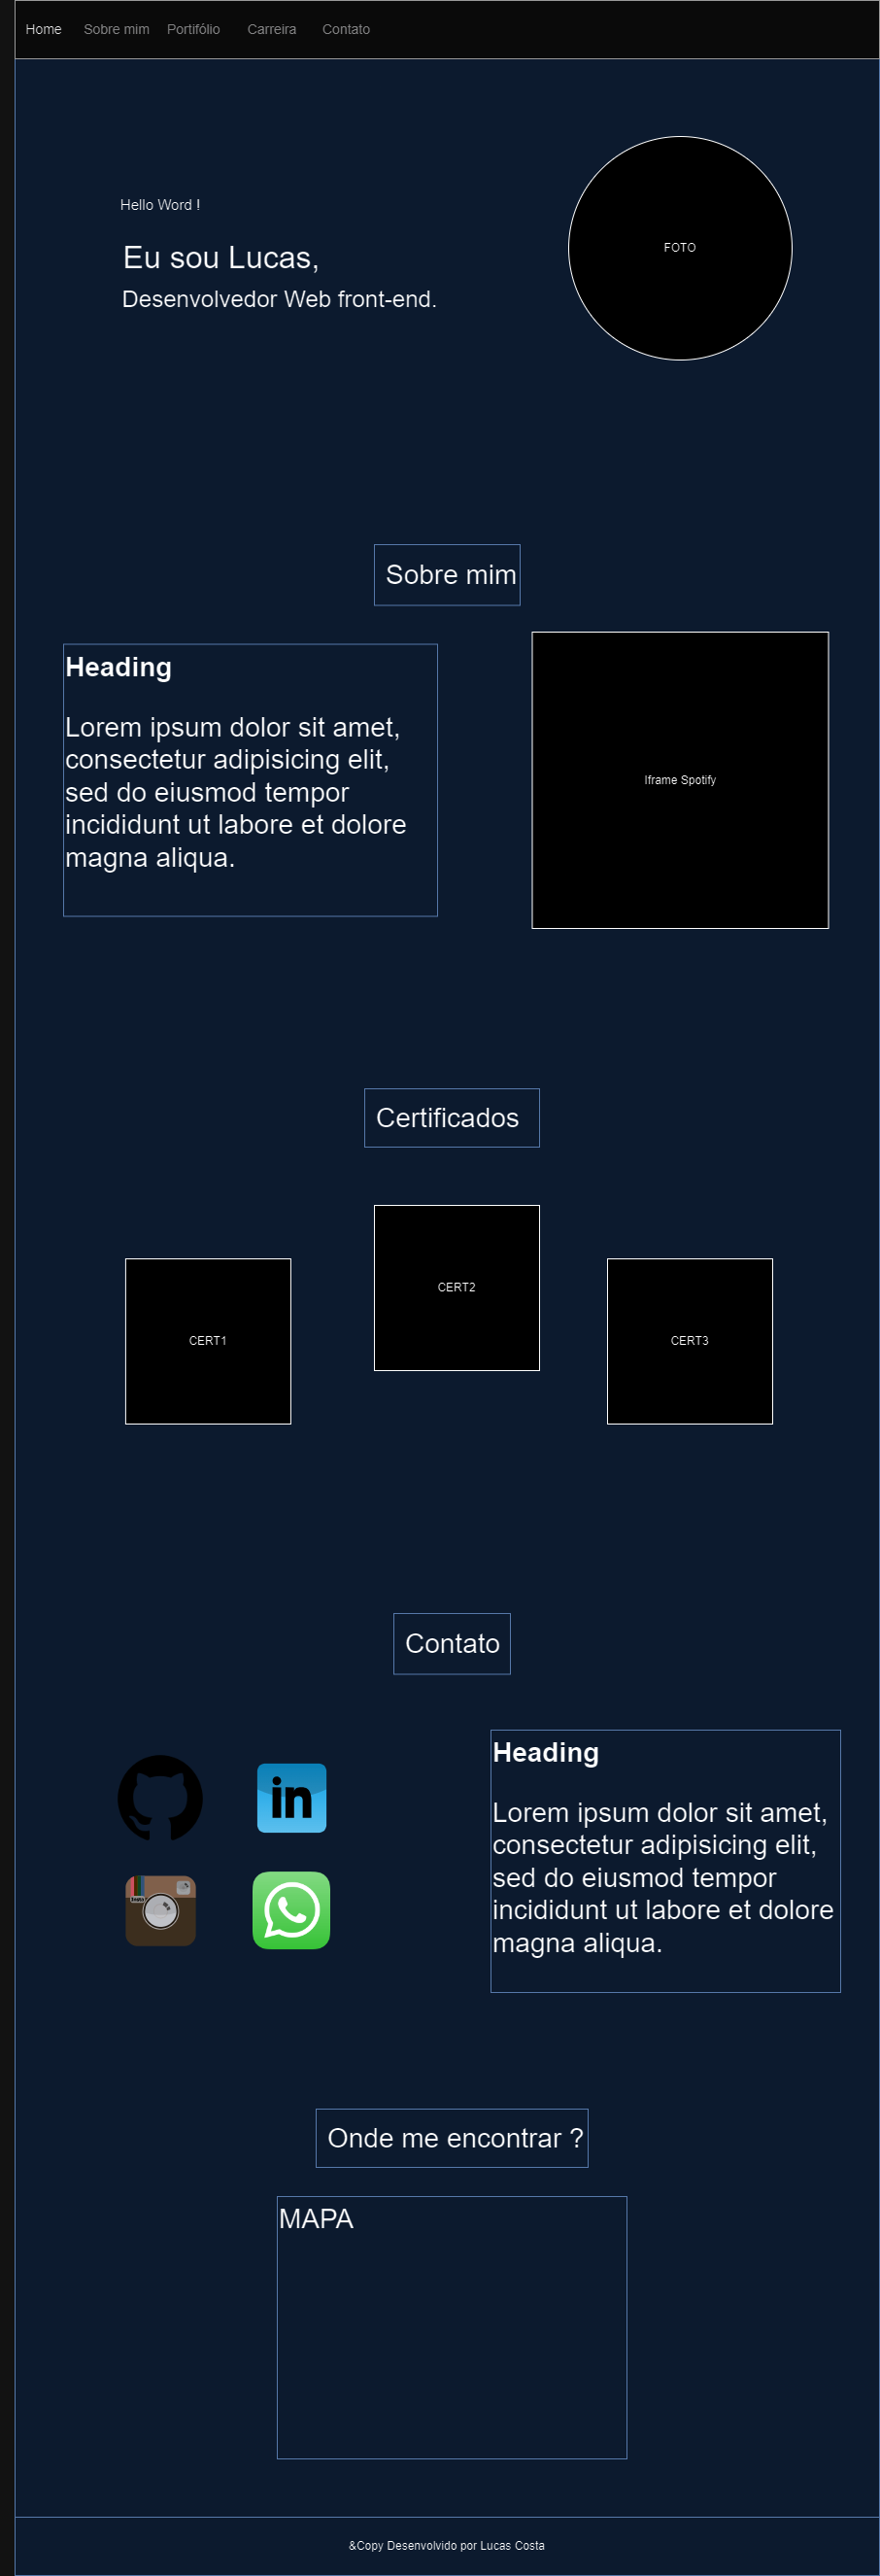 Home Sobre mim Portifólio Carreira Contato
Hello Word !
Eu sou Lucas,
Desenvolvedor Web front-end.
FOTO
Sobre mim
Heading
Lorem ipsum dolor sit amet,
consectetur adipisicing elit,
sed do eiusmod tempor
incididunt ut labore et dolore
magna aliqua.
Iframe Spotify
Certificados
CERT1
CERT2
CERT3
Contato
in
Heading
Lorem ipsum dolor sit amet,
consectetur adipisicing elit,
sed do eiusmod tempor
incididunt ut labore et dolore
magna aliqua.
Onde me encontrar ?
MAPA
&Copy Desenvolvido por Lucas Costa